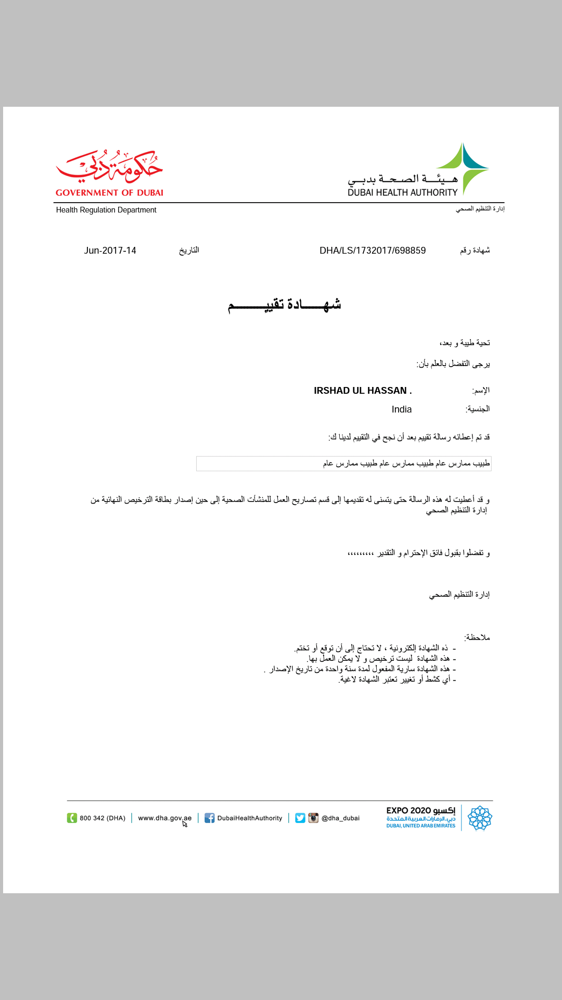 حكومة دبي
GOVERNMENT OF DUBAI
هيئة الصحة بدبي
DUBAI HEALTH AUTHORITY
Health Regulation Department
إدارة التنظيم الصحي
شهادة رقم DHA/LS/1732017/698859 التاريخ 14-Jun-2017
شهــــادة تقييــــم
تحية طيبة و بعد،
يرجى التفضل بالعلم بأن:
الإسم: IRSHAD UL HASSAN .
الجنسية: India
قد تم إعطائه رسالة تقييم بعد أن نجح في التقييم لدينا ك:
طبيب ممارس عام طبيب ممارس عام طبيب ممارس عام
و قد أعطيت له هذه الرسالة حتى يتسنى له تقديمها إلى قسم تصاريح العمل للمنشأت الصحية إلى حين إصدار بطاقة الترخيص النهائية من
إدارة التنظيم الصحي
و تفضلوا بقبول فائق الإحترام و التقدير ،،،،،،،،،
إدارة التنظيم الصحي
ملاحظة:
- ذه الشهادة إلكترونية ، لا تحتاج إلى أن توقع أو تختم.
- هذه الشهادة ليست ترخيص و لا يمكن العمل بها.
- هذه الشهادة سارية المفعول لمدة سنة واحدة من تاريخ الإصدار .
- أي كشط أو تغيير تعتبر الشهادة لاغية.
800 342 (DHA) | www.dha.gov.ae | DubaiHealthAuthority | @dha_dubai
EXPO 2020 إكسبو
دبي، الإمارات العربية المتحدة
DUBAI, UNITED ARAB EMIRATES